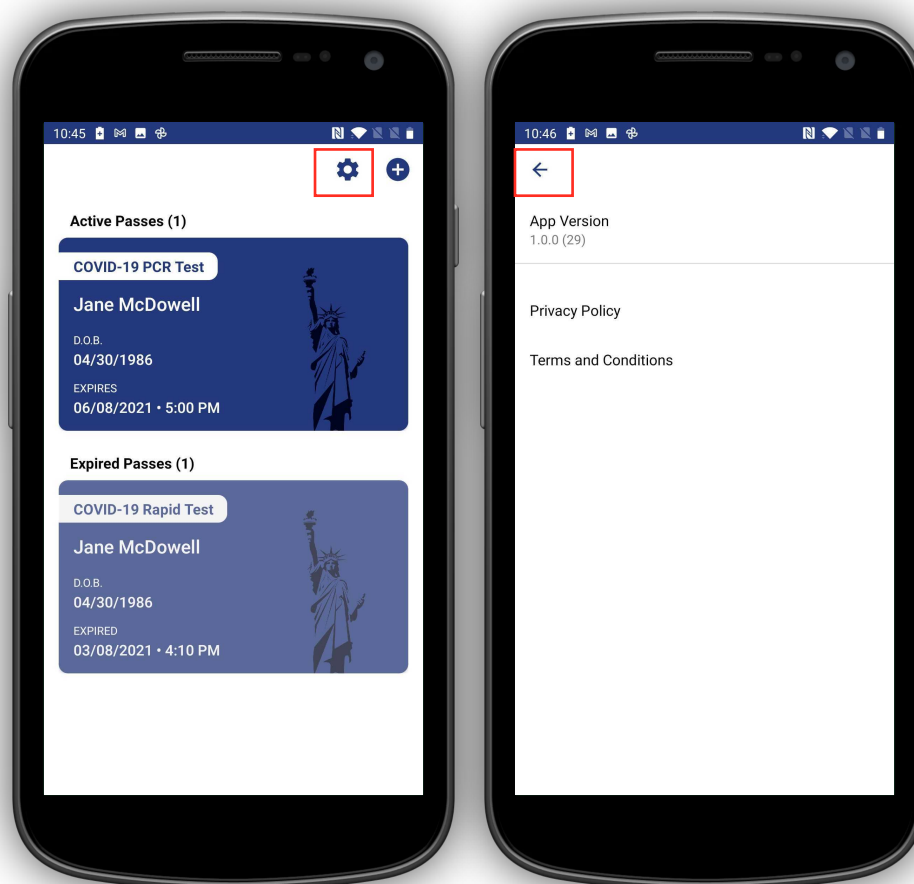 10:45
Active Passes (1)
COVID-19 PCR Test
Jane McDowell
D.O.B.
04/30/1986
EXPIRES
06/08/2021 • 5:00 PM
Expired Passes (1)
COVID-19 Rapid Test
Jane McDowell
D.O.B.
04/30/1986
EXPIRED
03/08/2021 • 4:10 PM
10:46
App Version
1.0.0 (29)
Privacy Policy
Terms and Conditions